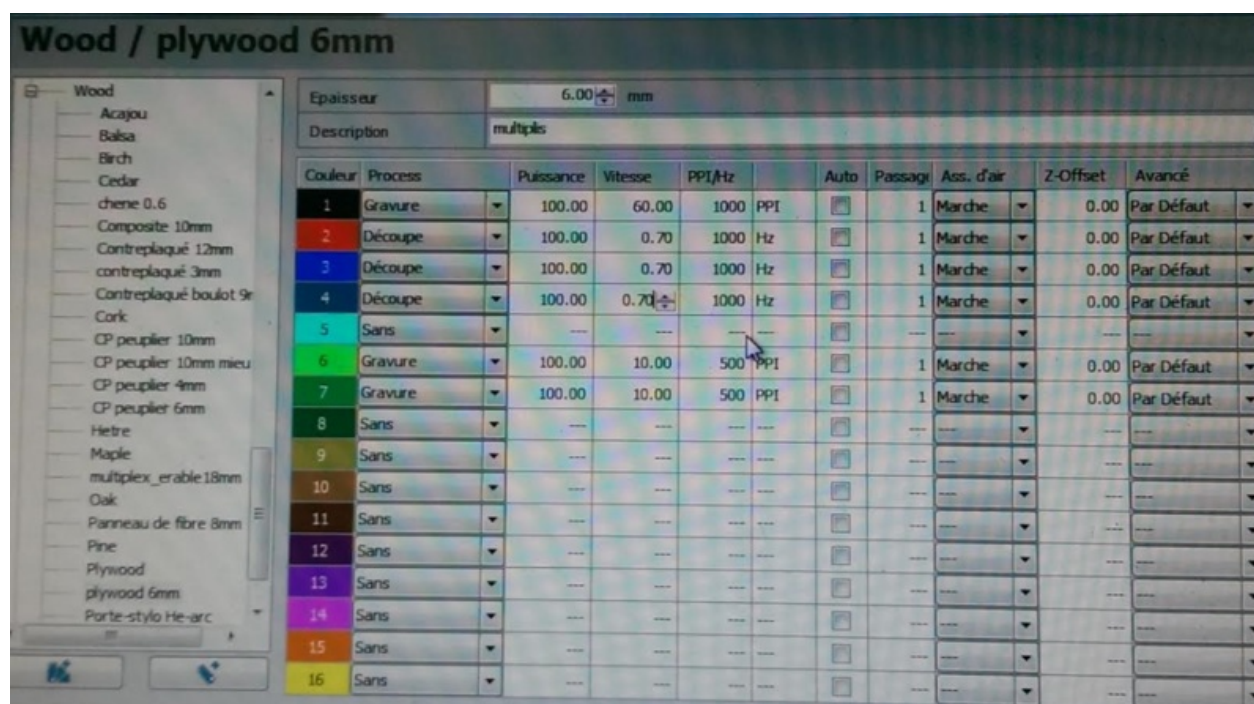 Wood / plywood 6mm
Wood
Acajou
Balsa
Birch
Cedar
chene 0.6
Composite 10mm
Contreplaqué 12mm
contreplaqué 3mm
Contreplaqué boulot 9r
Cork
CP peuplier 10mm
CP peuplier 10mm mieu
CP peuplier 4mm
CP peuplier 6mm
Hetre
Maple
multiplex_erable18mm
Oak
Panneau de fibre 8mm
Pine
Plywood
plywood 6mm
Porte-stylo He-arc
Epaisseur 6.00 mm
Description multiplis
Couleur Process Puissance Vitesse PPI/Hz Auto Passage Ass. d'air Z-Offset Avancé
1 Gravure 100.00 60.00 1000 PPI 1 Marche 0.00 Par Défaut
2 Découpe 100.00 0.70 1000 Hz 1 Marche 0.00 Par Défaut
3 Découpe 100.00 0.70 1000 Hz 1 Marche 0.00 Par Défaut
4 Découpe 100.00 0.70 1000 Hz 1 Marche 0.00 Par Défaut
5 Sans --- --- --- --- --- --- --- ---
6 Gravure 100.00 10.00 500 PPI 1 Marche 0.00 Par Défaut
7 Gravure 100.00 10.00 500 PPI 1 Marche 0.00 Par Défaut
8 Sans --- --- --- --- --- --- --- ---
9 Sans --- --- --- --- --- --- --- ---
10 Sans --- --- --- --- --- --- --- ---
11 Sans --- --- --- --- --- --- --- ---
12 Sans --- --- --- --- --- --- --- ---
13 Sans --- --- --- --- --- --- --- ---
14 Sans --- --- --- --- --- --- --- ---
15 Sans --- --- --- --- --- --- --- ---
16 Sans --- --- --- --- --- --- --- ---